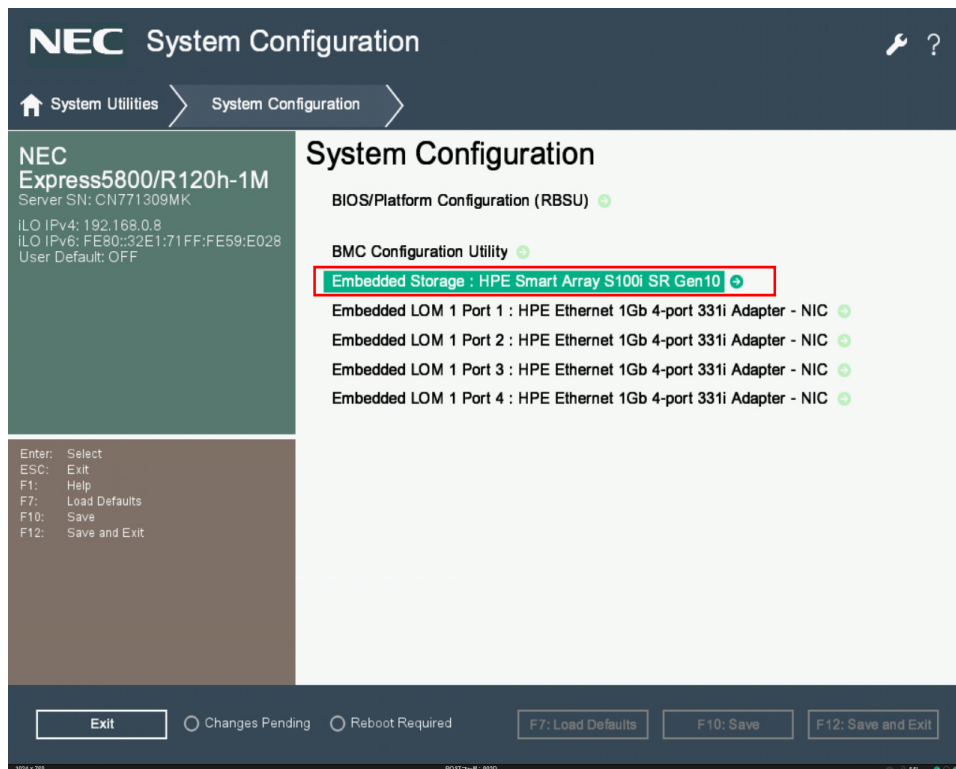 NEC System Configuration
?
System Utilities
System Configuration
NEC
Express5800/R120h-1M
Server SN: CN771309MK
iLO IPv4: 192.168.0.8
iLO IPv6: FE80::32E1:71FF:FE59:E028
User Default: OFF
Enter: Select
ESC: Exit
F1: Help
F7: Load Defaults
F10: Save
F12: Save and Exit
System Configuration
BIOS/Platform Configuration (RBSU)
BMC Configuration Utility
Embedded Storage : HPE Smart Array S100i SR Gen10
Embedded LOM 1 Port 1 : HPE Ethernet 1Gb 4-port 331i Adapter - NIC
Embedded LOM 1 Port 2 : HPE Ethernet 1Gb 4-port 331i Adapter - NIC
Embedded LOM 1 Port 3 : HPE Ethernet 1Gb 4-port 331i Adapter - NIC
Embedded LOM 1 Port 4 : HPE Ethernet 1Gb 4-port 331i Adapter - NIC
Exit
Changes Pending
Reboot Required
F7: Load Defaults
F10: Save
F12: Save and Exit